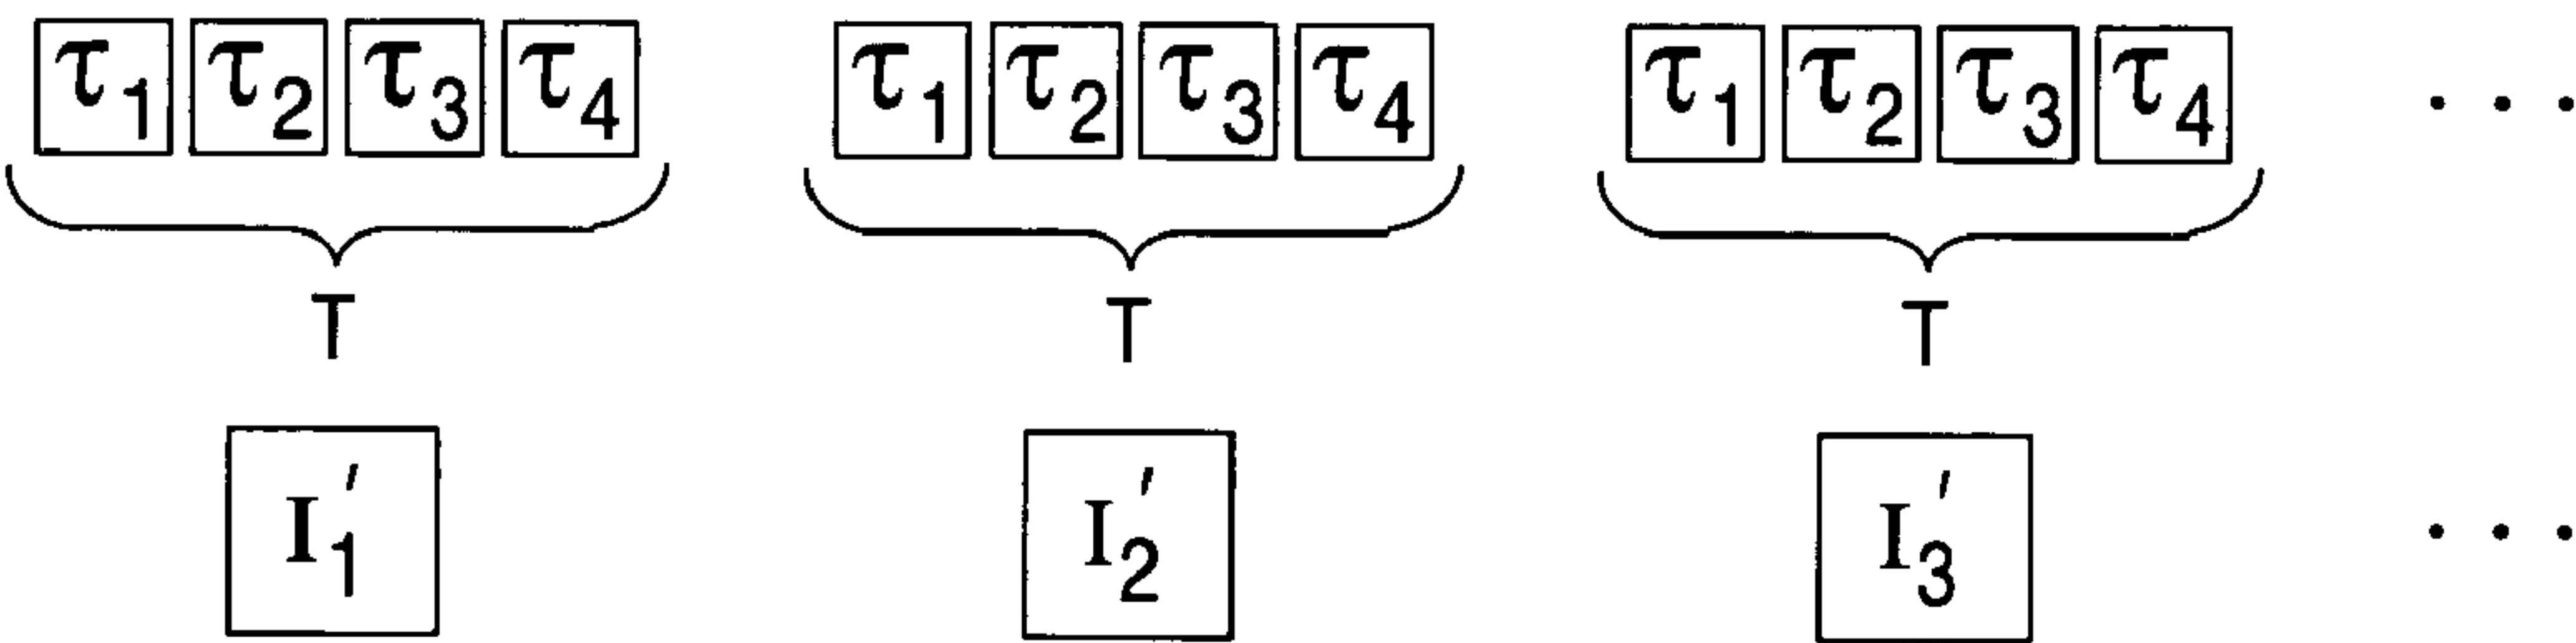 τ₁ τ₂ τ₃ τ₄ τ₁ τ₂ τ₃ τ₄ τ₁ τ₂ τ₃ τ₄ . . .
T T T
I₁′ I₂′ I₃′ . . .